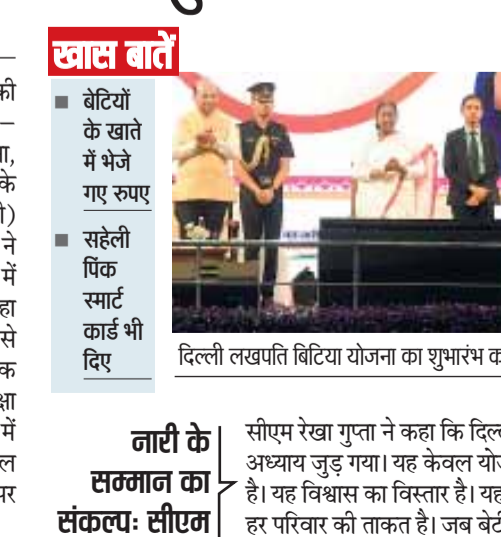 की
के
ने
में
से
में
खास बातें
बेटियों
के खाते
में भेजे
गए रुपए
सहेली
पिंक
स्मार्ट
कार्ड भी
दिए
दिल्ली लखपति बिटिया योजना का शुभारंभ
नारी के
सम्मान का
संकल्पः सीएम
सीएम रेखा गुप्ता ने कहा कि
अध्याय जुड़ गया। यह केवल
है। यह विश्वास का विस्तार है।
हर परिवार की ताकत है। जब